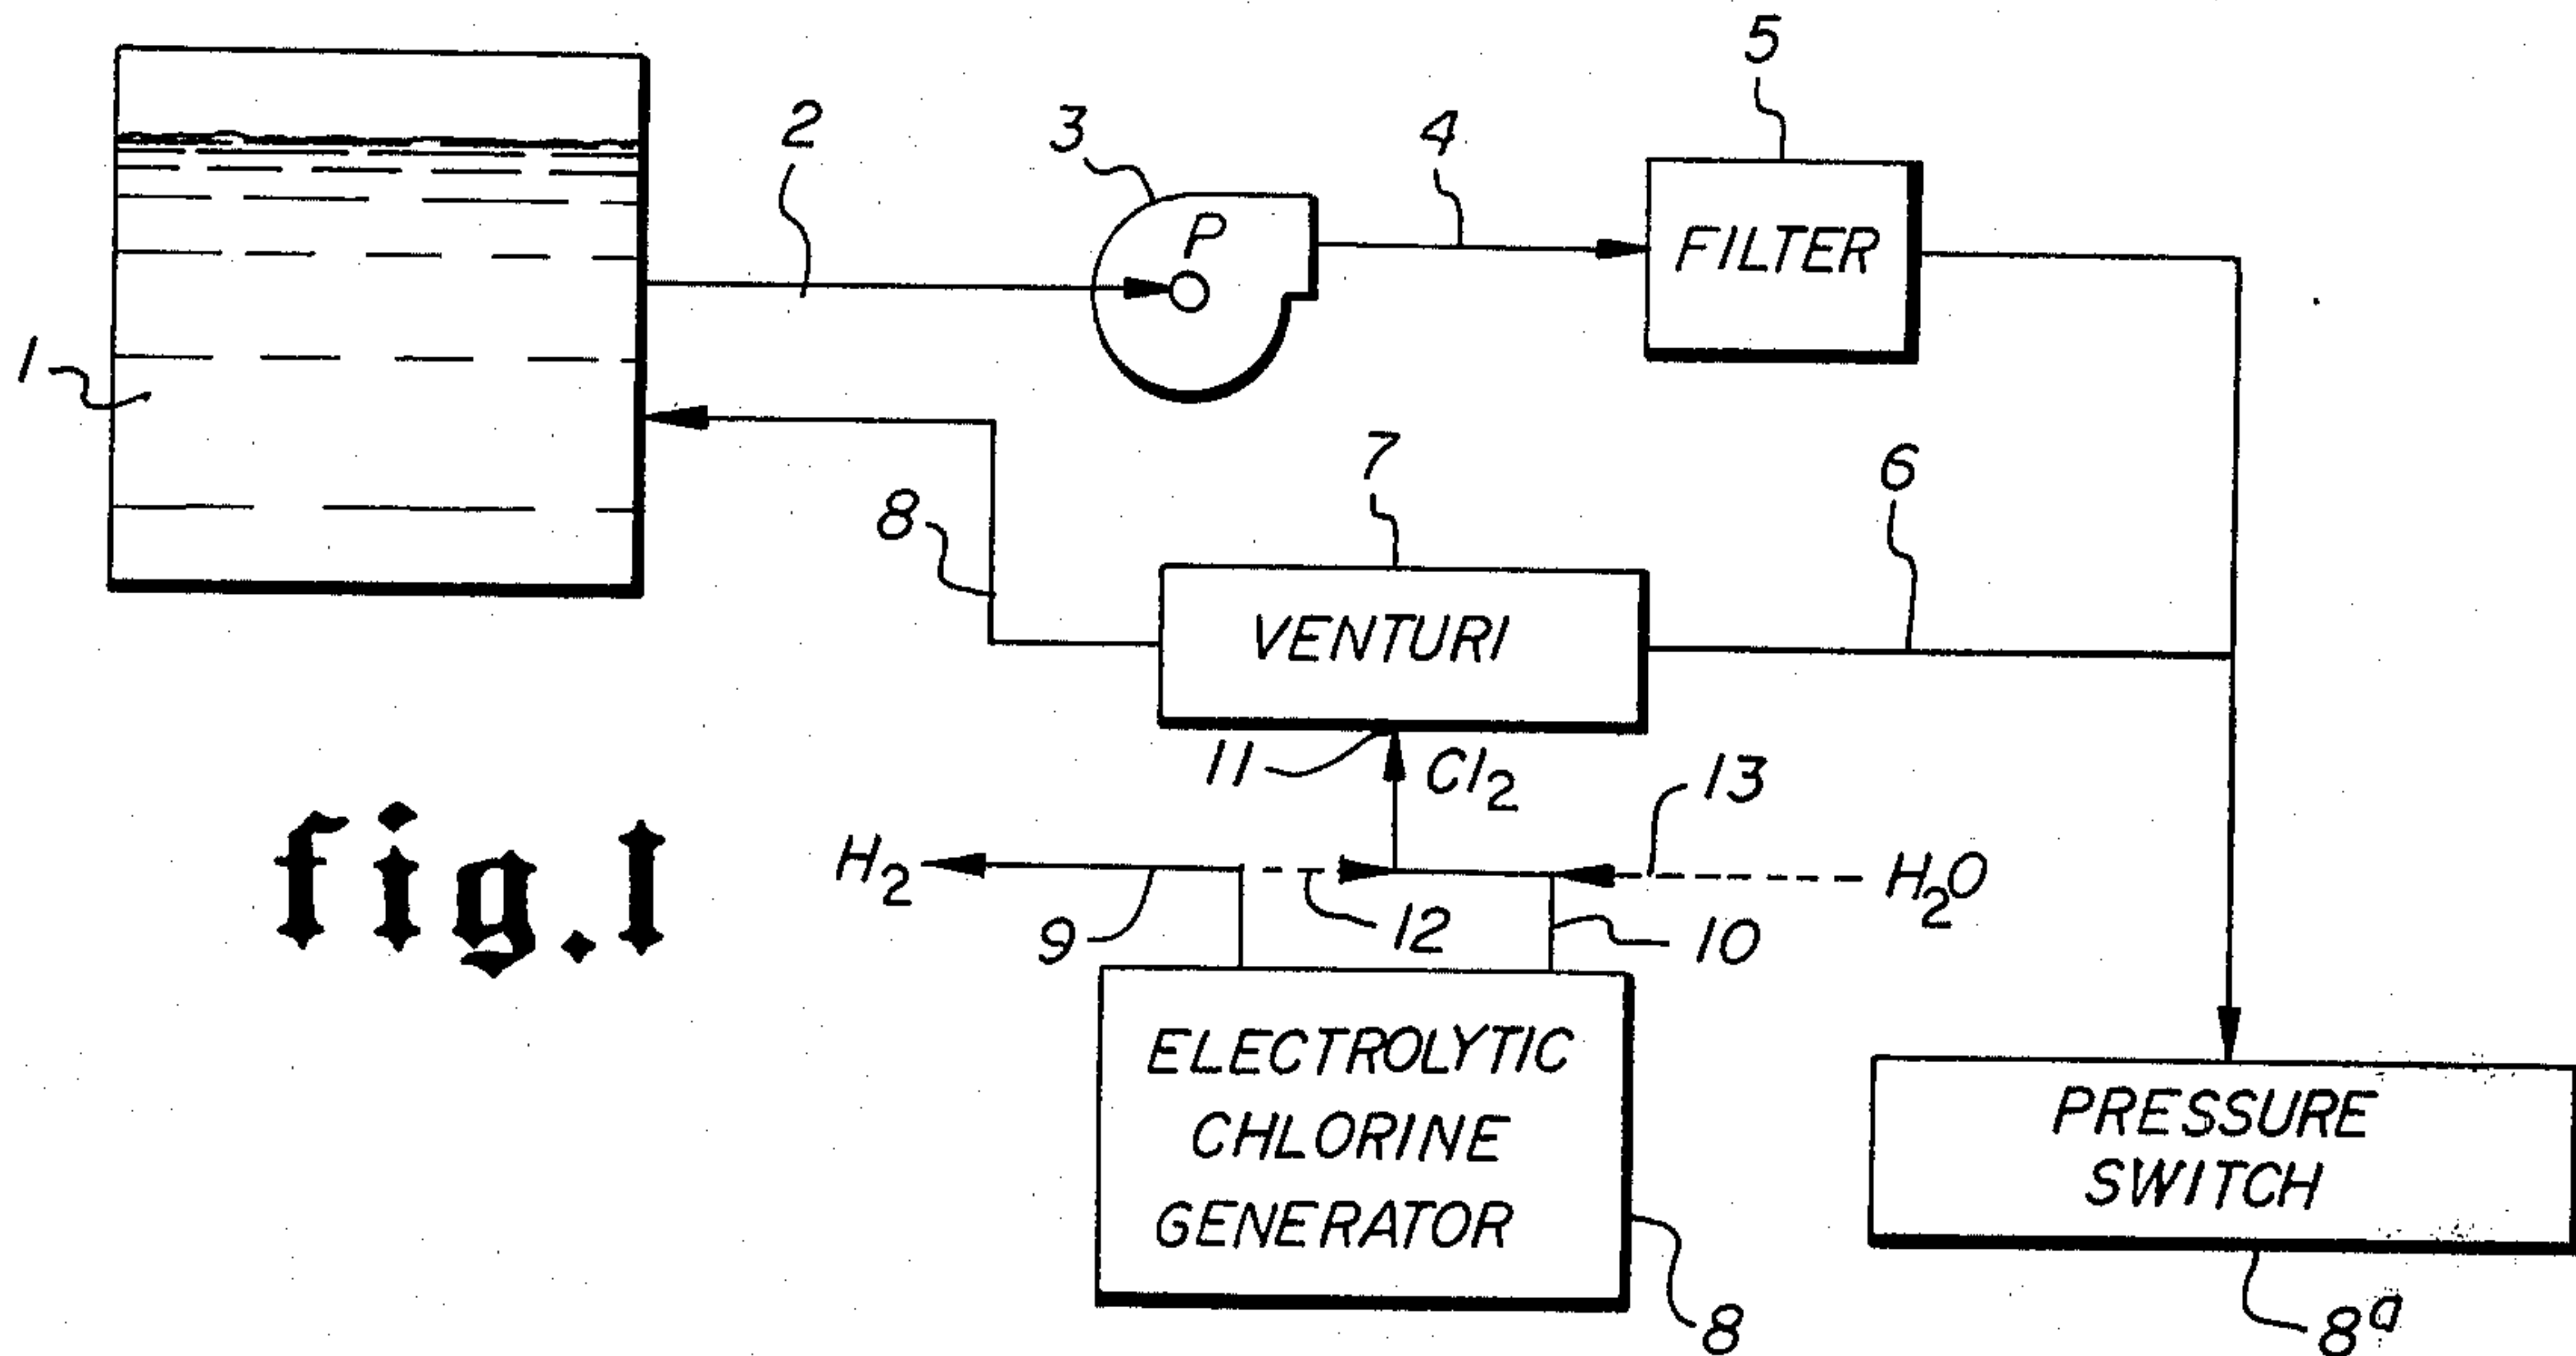 5
2
3
4
P
FILTER
1
7
6
8
VENTURI
11
Cl2
13
H2
H2O
9
12
10
ELECTROLYTIC
CHLORINE
GENERATOR
PRESSURE
SWITCH
8
8a
fig.1